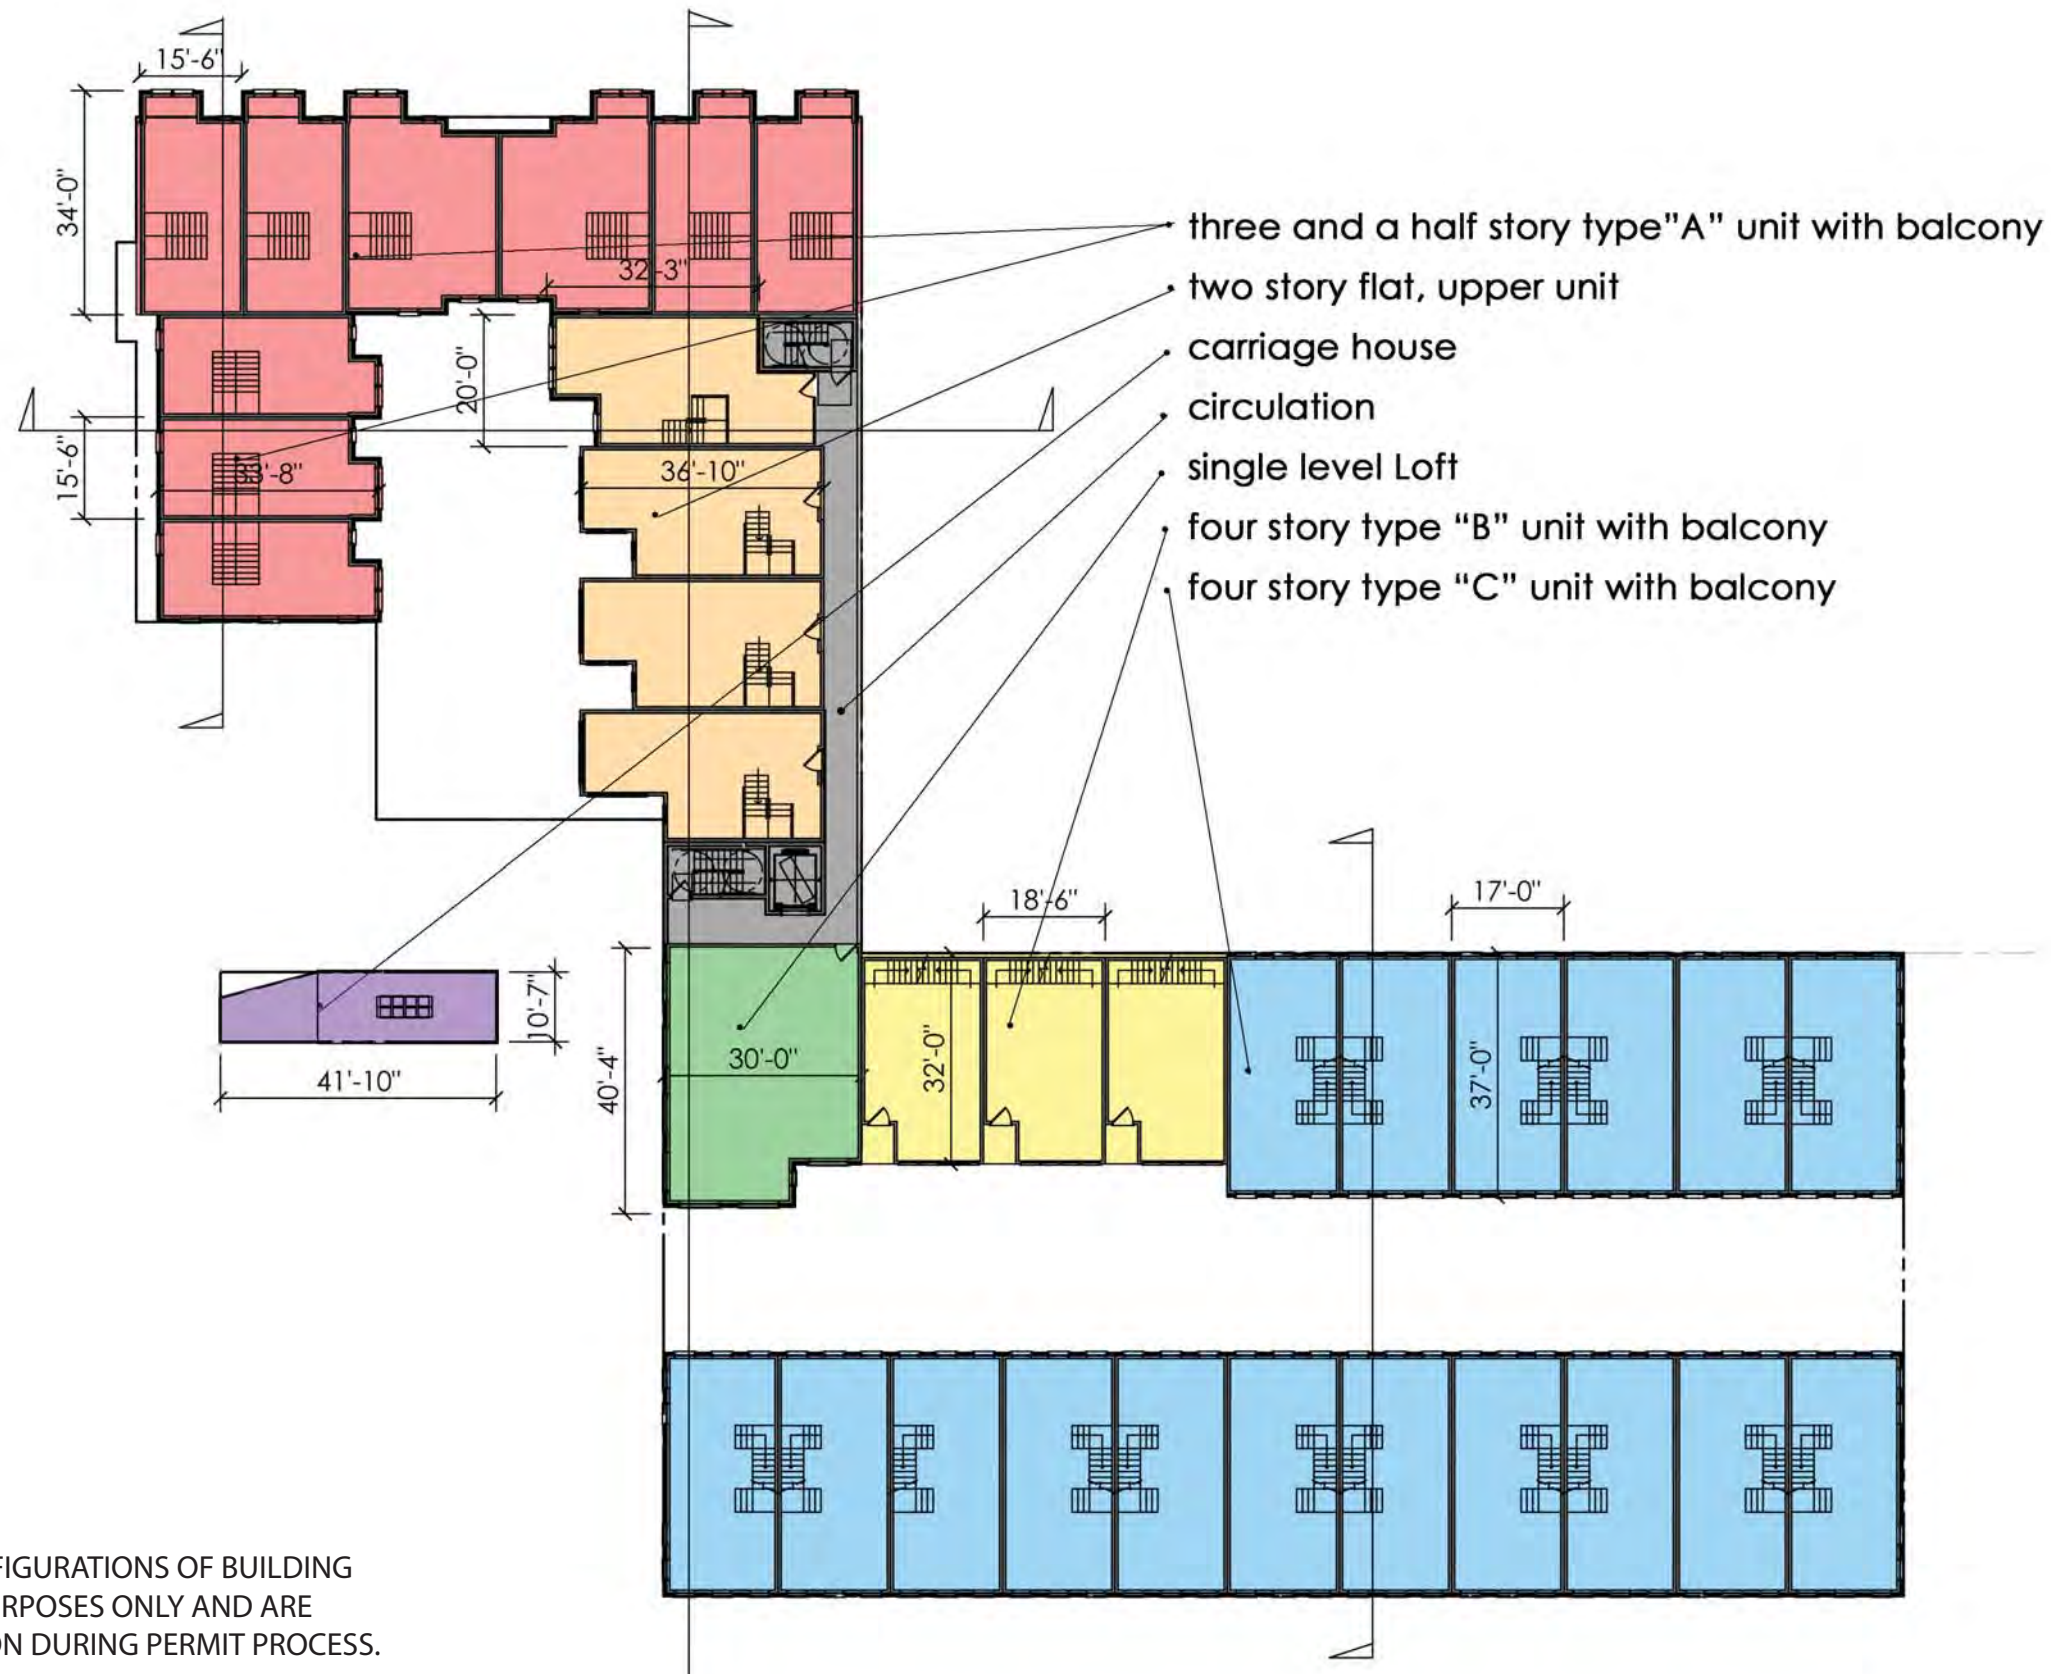 15'-6"
34'-0"
32'-3"
three and a half story type"A" unit with balcony
two story flat, upper unit
carriage house
circulation
single level Loft
four story type "B" unit with balcony
four story type "C" unit with balcony
20'-0"
15'-6"
33'-8"
36'-10"
18'-6"
17'-0"
10'-7"
41'-10"
40'-4"
30'-0"
32'-0"
37'-0"
FIGURATIONS OF BUILDING
RPOSES ONLY AND ARE
ON DURING PERMIT PROCESS.